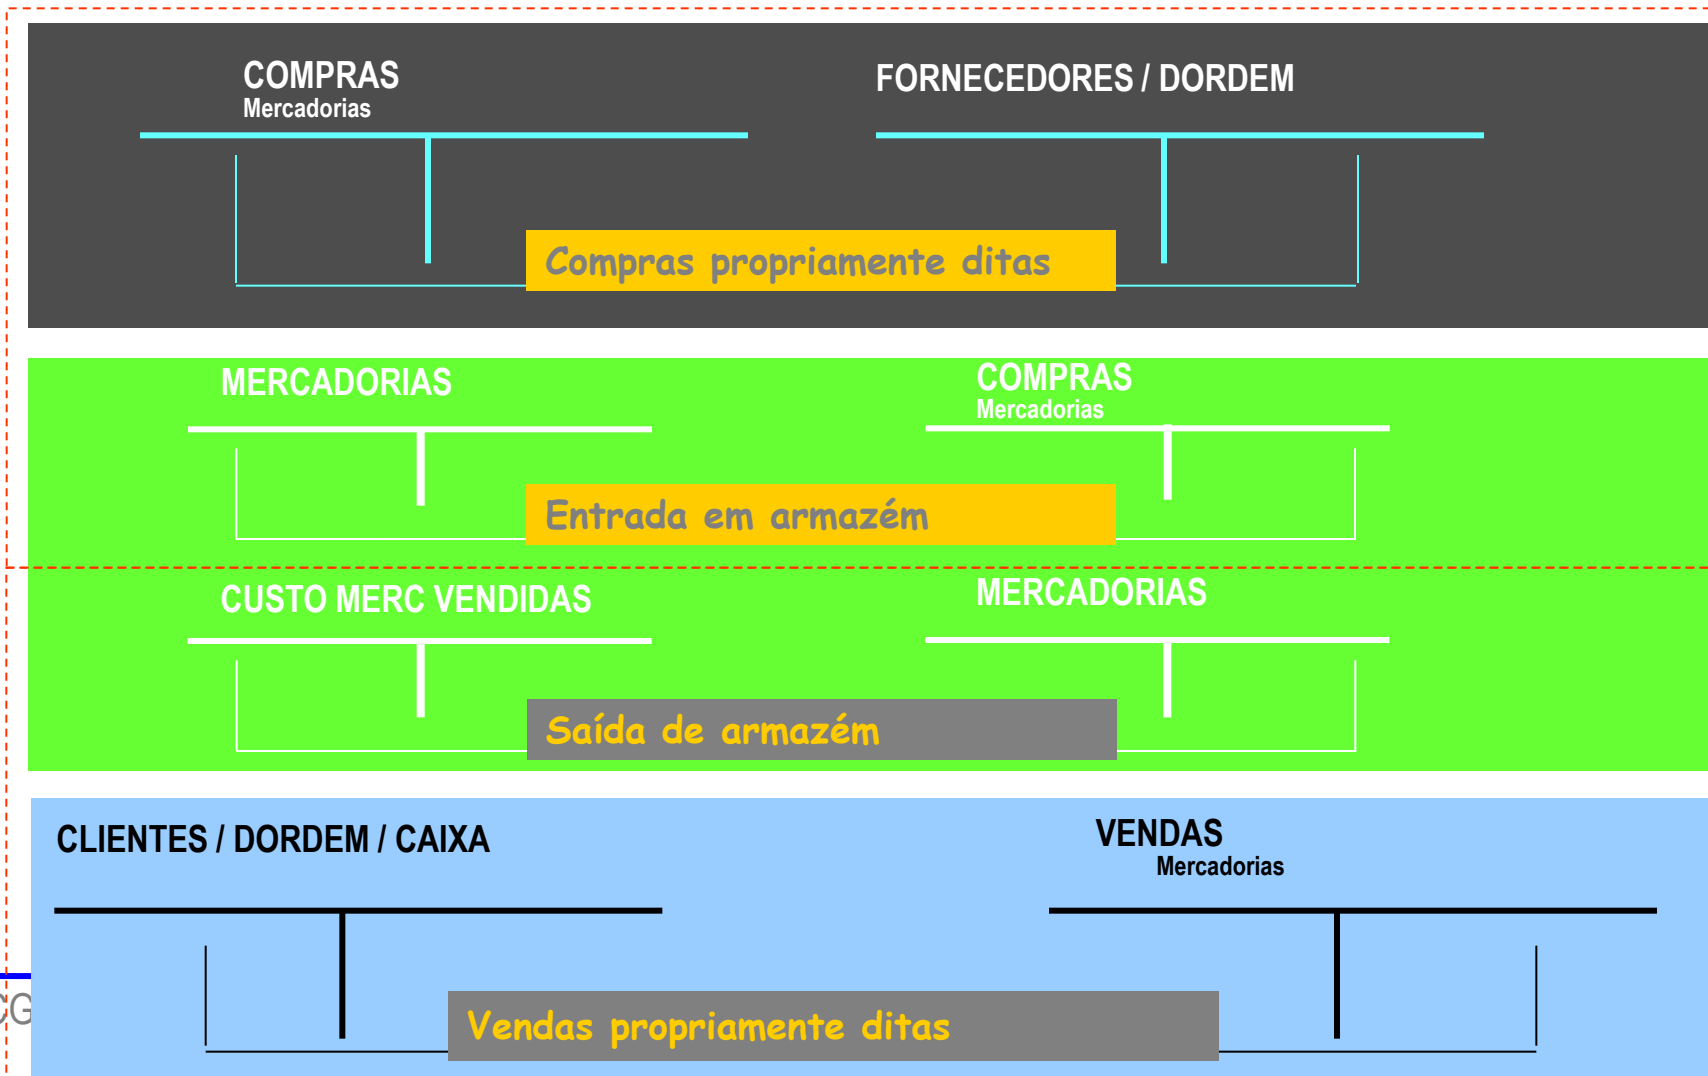 COMPRAS
Mercadorias
FORNECEDORES / DORDEM
Compras propriamente ditas
MERCADORIAS
COMPRAS
Mercadorias
Entrada em armazém
CUSTO MERC VENDIDAS
MERCADORIAS
Saída de armazém
CLIENTES / DORDEM / CAIXA
VENDAS
Mercadorias
Vendas propriamente ditas